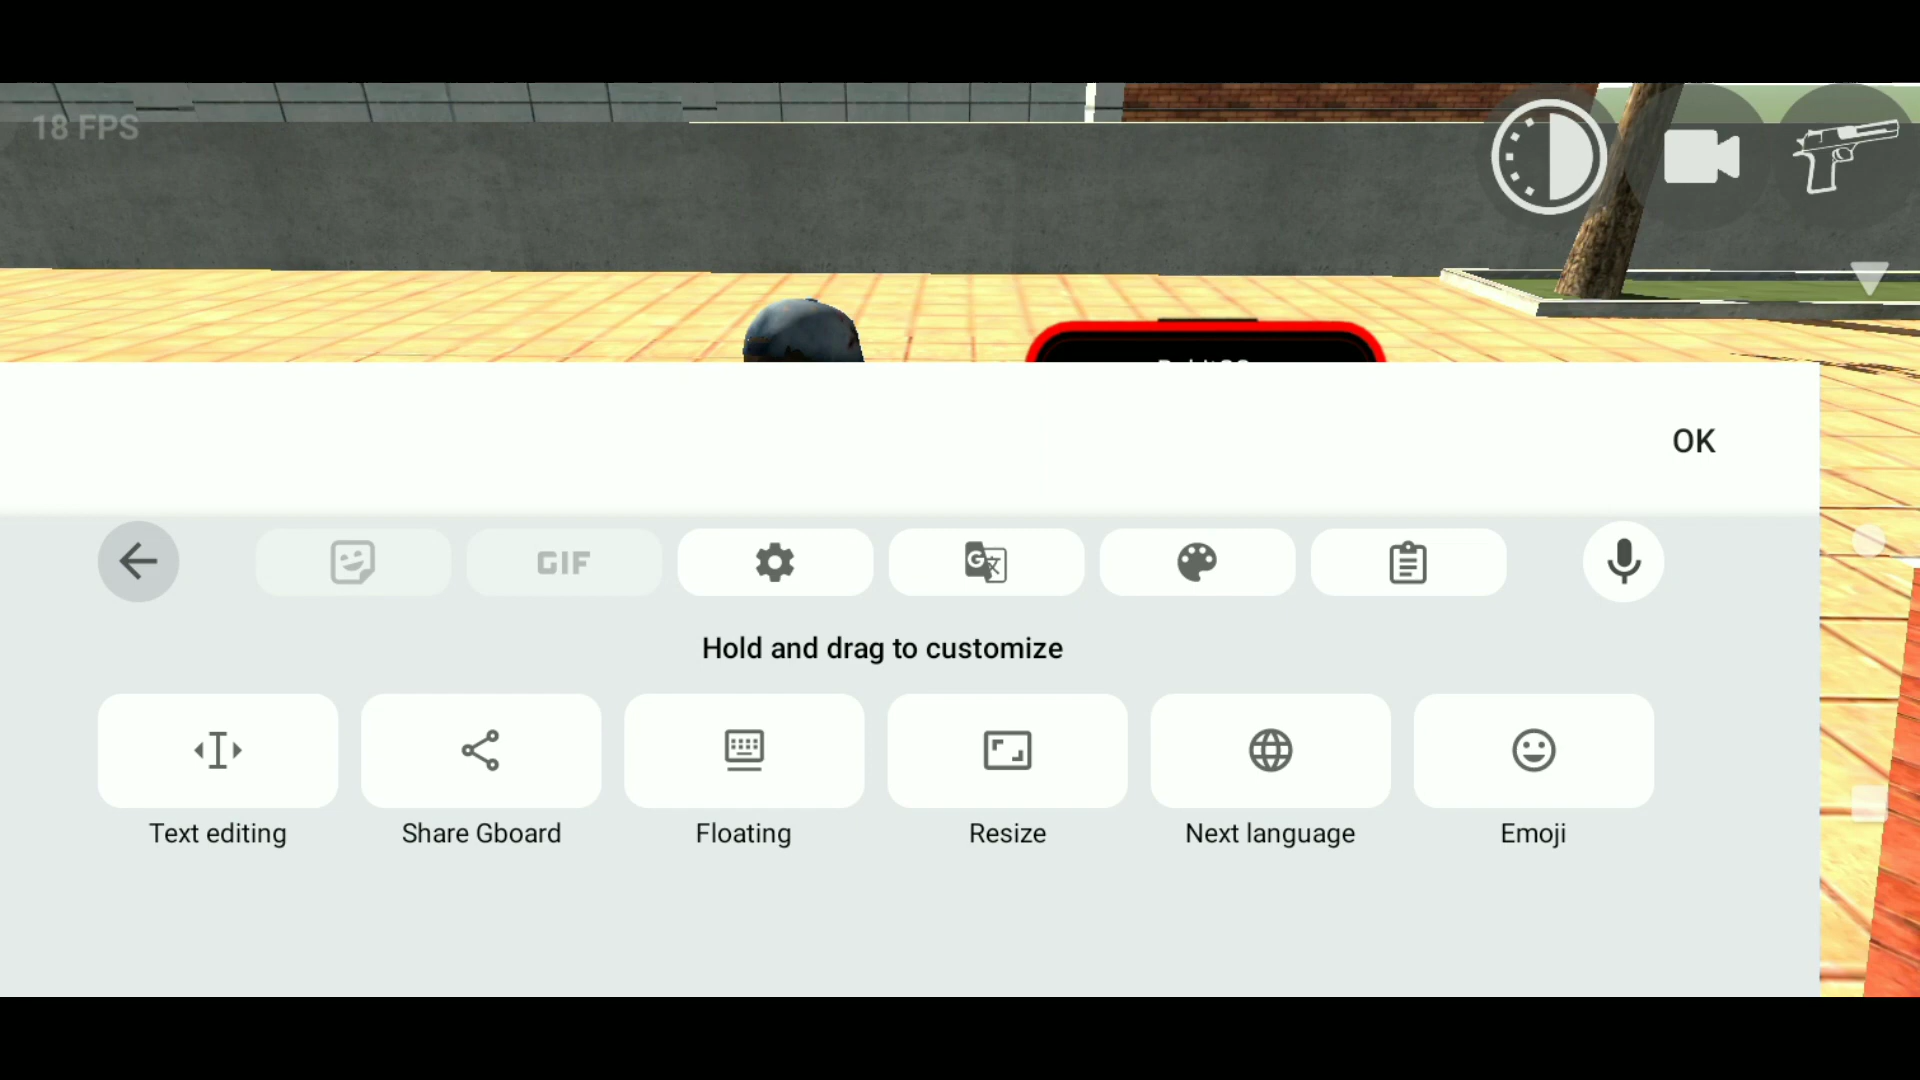 18 FPS
OK
GIF
Hold and drag to customize
Text editing
Share Gboard
Floating
Resize
Next language
Emoji